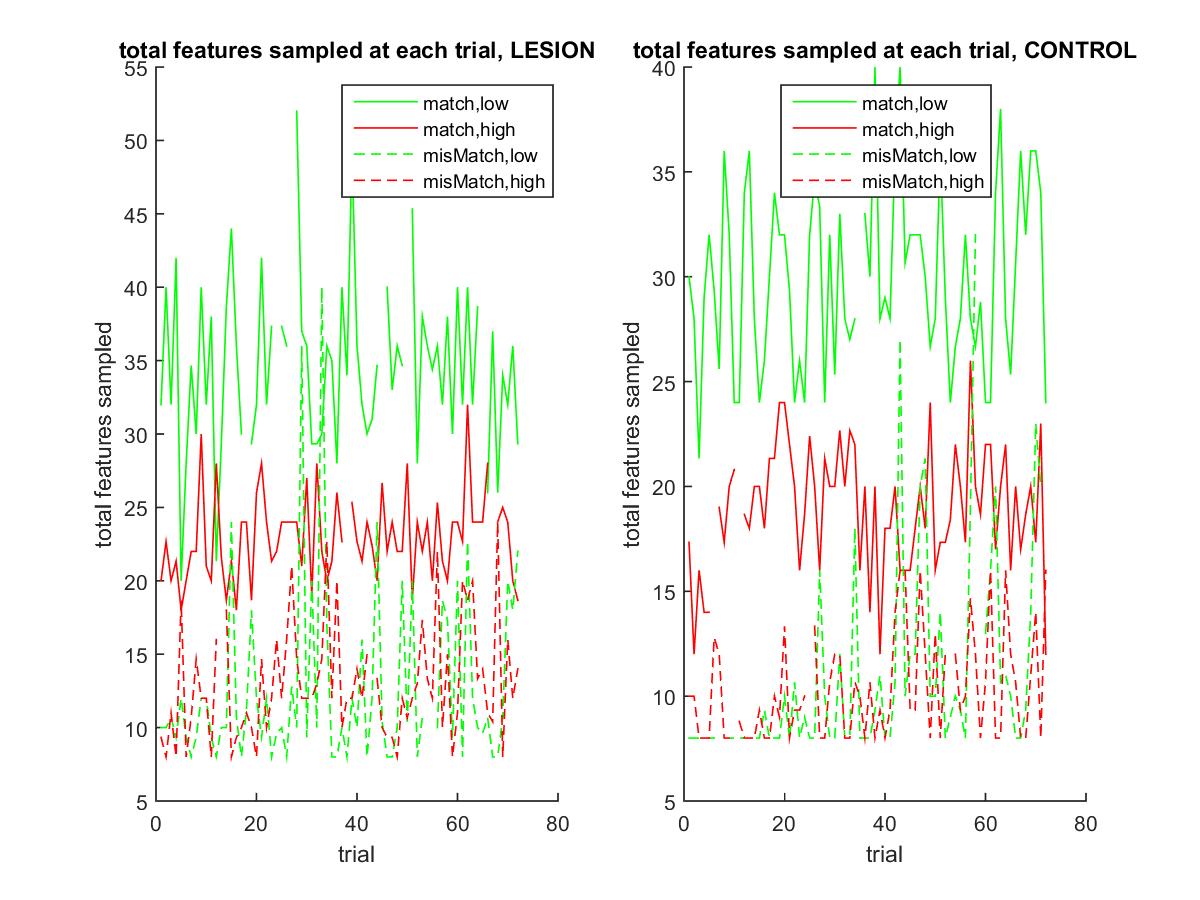 total features sampled at each trial, LESION
total features sampled
55
50
45
40
35
30
25
20
15
10
5
0
20
40
60
80
trial
match,low
match,high
misMatch,low
misMatch,high
total features sampled at each trial, CONTROL
total features sampled
40
35
30
25
20
15
10
5
0
20
40
60
80
trial
match,low
match,high
misMatch,low
misMatch,high